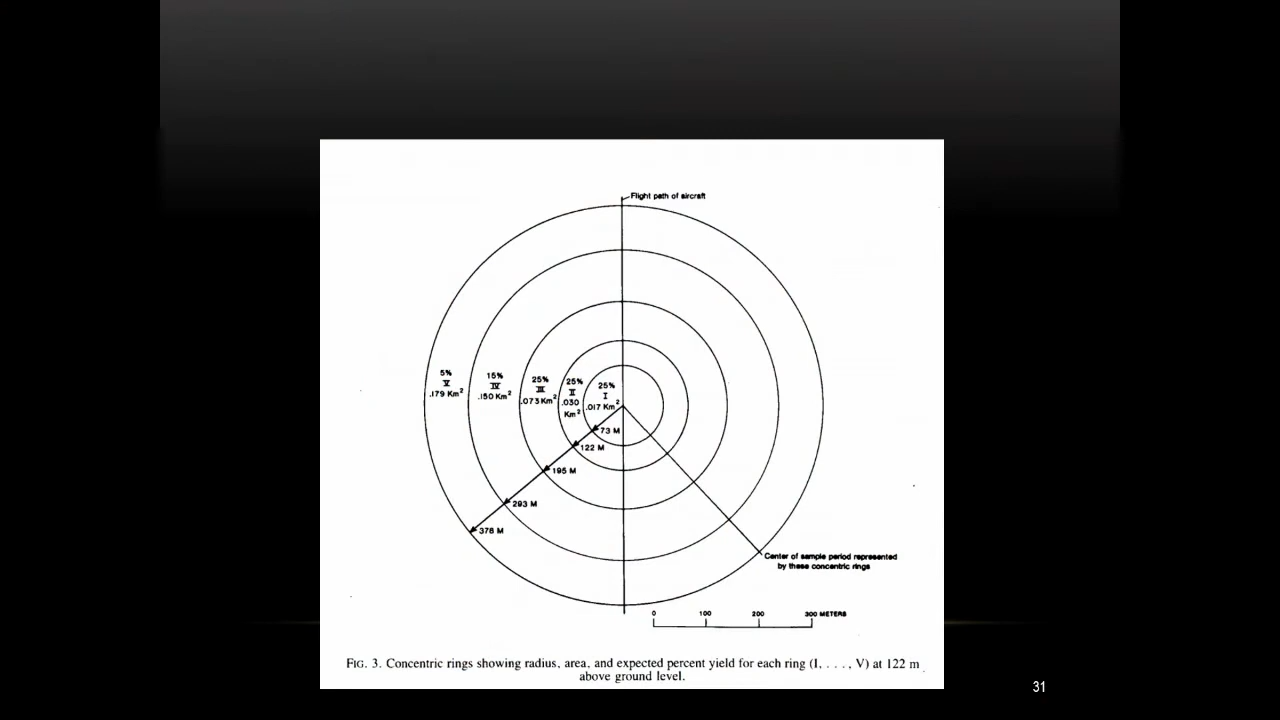 Flight path of aircraft
5%
V
.179 Km2
15%
IV
.150 Km2
25%
III
.073 Km2
25%
II
.030
Km2
25%
I
.017 Km2
73 M
122 M
195 M
293 M
378 M
Center of sample period represented
by these concentric rings
0 100 200 300 METERS
FIG. 3. Concentric rings showing radius, area, and expected percent yield for each ring (I, . . . , V) at 122 m
above ground level.
31